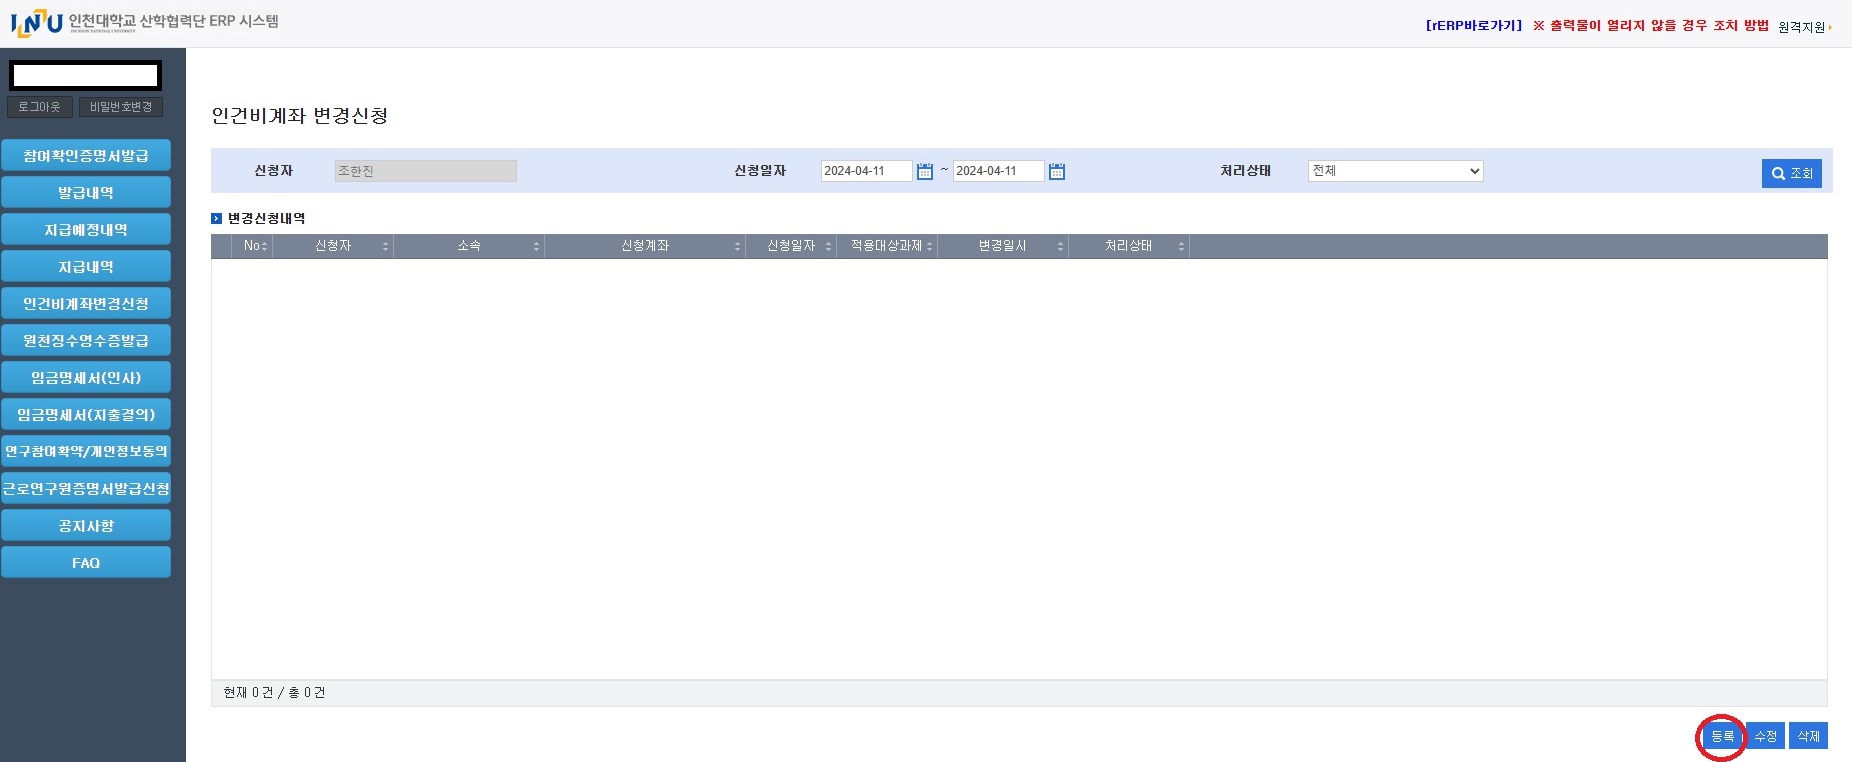 INU 인천대학교 산학협력단 ERP 시스템
INCHEON NATIONAL UNIVERSITY
[rERP바로가기] ※ 출력물이 열리지 않을 경우 조치 방법 원격지원
로그아웃 비밀번호변경
참여확인증명서발급
발급내역
지급예정내역
지급내역
인건비계좌변경신청
원천징수영수증발급
임금명세서(인사)
임금명세서(지출결의)
연구참여확약/개인정보동의
근로연구원증명서발급신청
공지사항
FAQ
인건비계좌 변경신청
신청자 조한진 신청일자 2024-04-11 ~ 2024-04-11 처리상태 전체 조회
변경신청내역
No 신청자 소속 신청계좌 신청일자 적용대상과제 변경일시 처리상태
현재 0 건 / 총 0 건
등록 수정 삭제